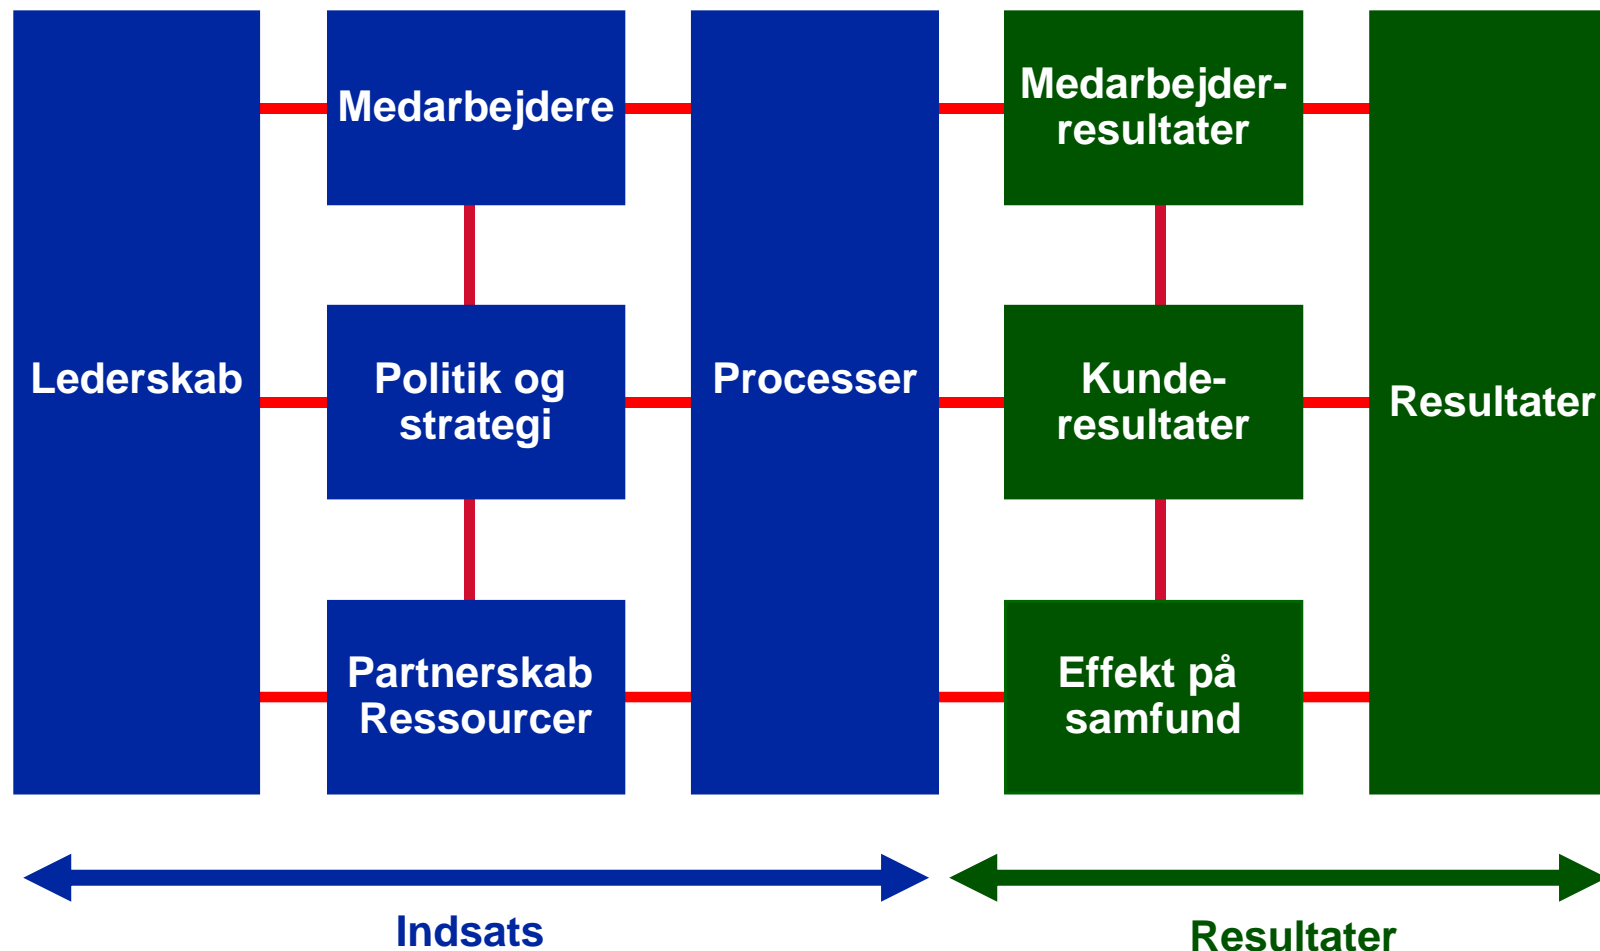 Medarbejdere
Medarbejder-
resultater
Lederskab
Politik og
strategi
Processer
Kunde-
resultater
Resultater
Partnerskab
Ressourcer
Effekt på
samfund
Indsats
Resultater